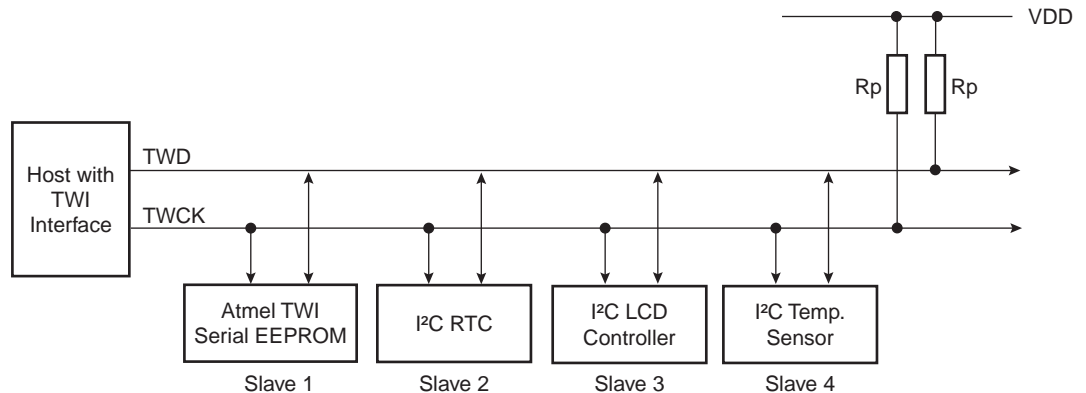 VDD
Rp
Rp
Host with
TWI
Interface
TWD
TWCK
Atmel TWI
Serial EEPROM
I²C RTC
I²C LCD
Controller
I²C Temp.
Sensor
Slave 1
Slave 2
Slave 3
Slave 4